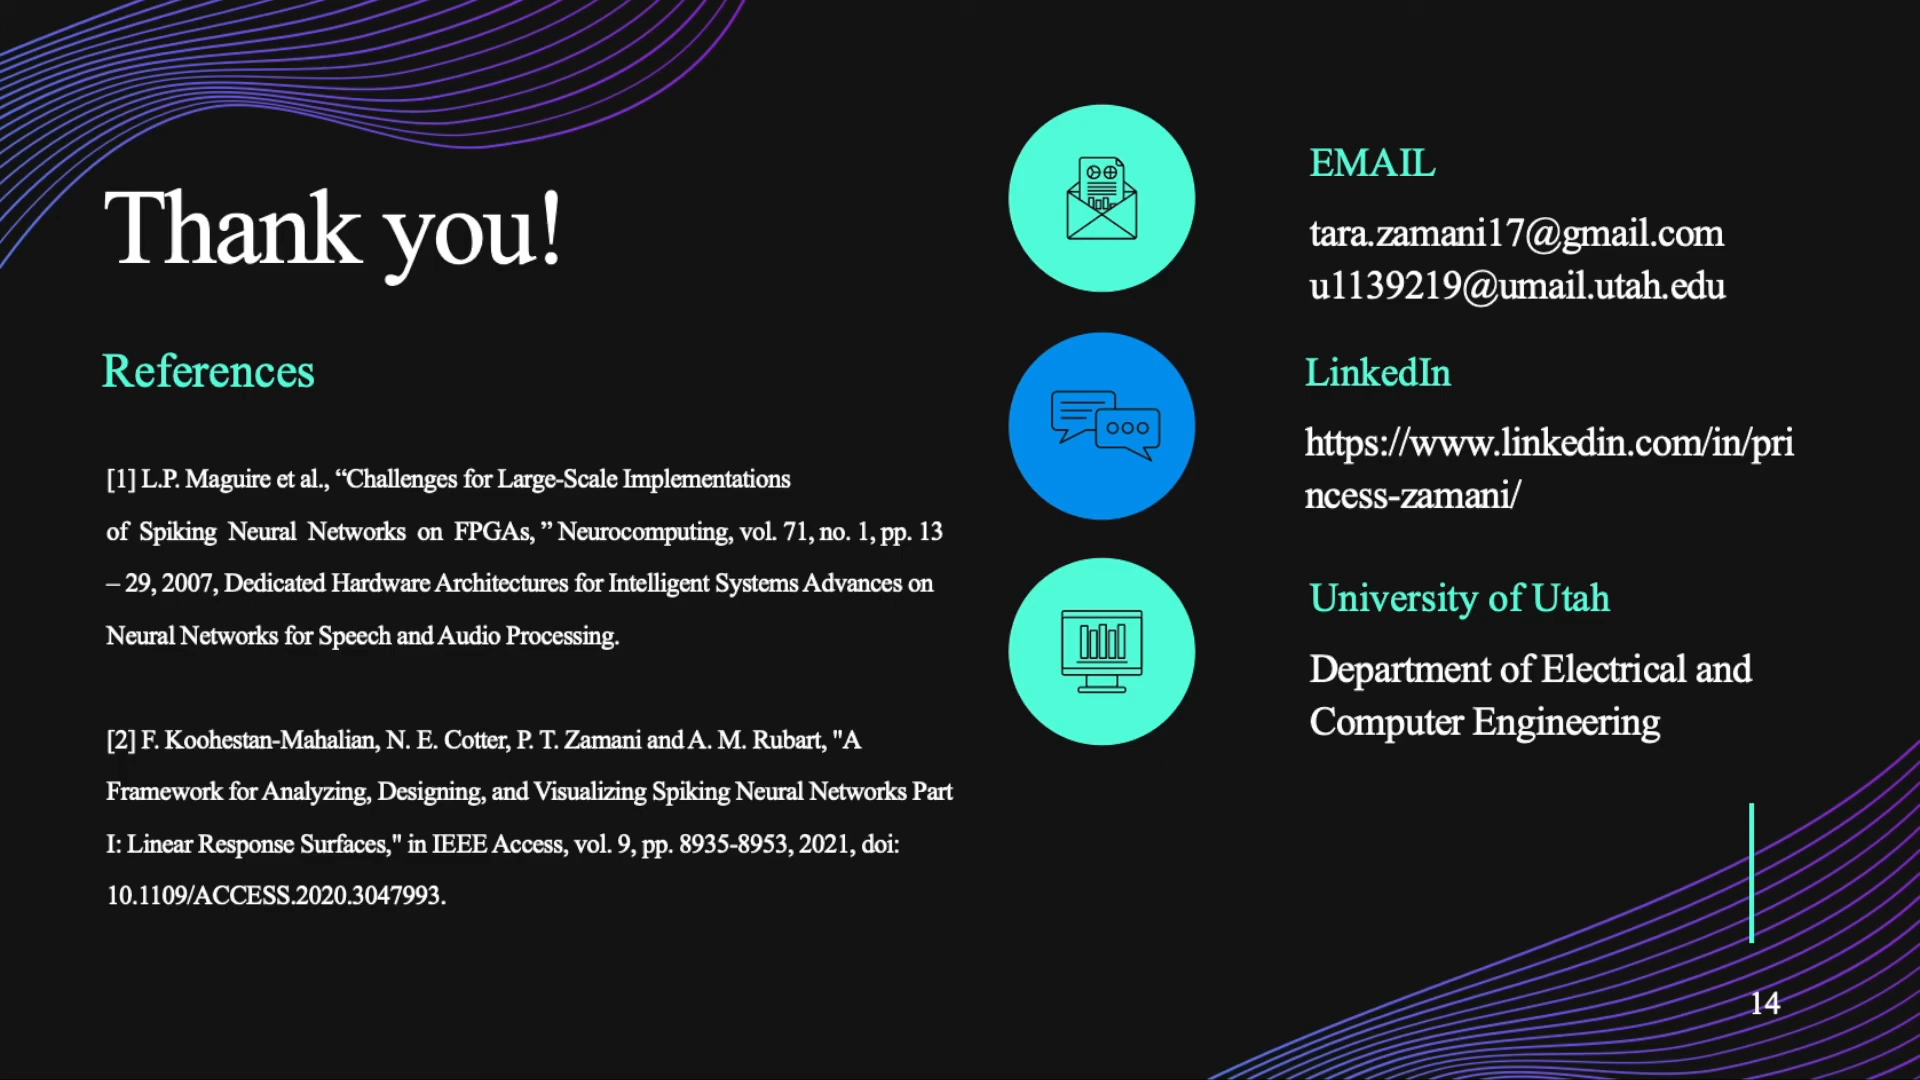 Thank you!
References
[1] L.P. Maguire et al., “Challenges for Large-Scale Implementations
of Spiking Neural Networks on FPGAs, ” Neurocomputing, vol. 71, no. 1, pp. 13
– 29, 2007, Dedicated Hardware Architectures for Intelligent Systems Advances on
Neural Networks for Speech and Audio Processing.
[2] F. Koohestan-Mahalian, N. E. Cotter, P. T. Zamani and A. M. Rubart, "A
Framework for Analyzing, Designing, and Visualizing Spiking Neural Networks Part
I: Linear Response Surfaces," in IEEE Access, vol. 9, pp. 8935-8953, 2021, doi:
10.1109/ACCESS.2020.3047993.
EMAIL
tara.zamani17@gmail.com
u1139219@umail.utah.edu
LinkedIn
https://www.linkedin.com/in/pri
ncess-zamani/
University of Utah
Department of Electrical and
Computer Engineering
14